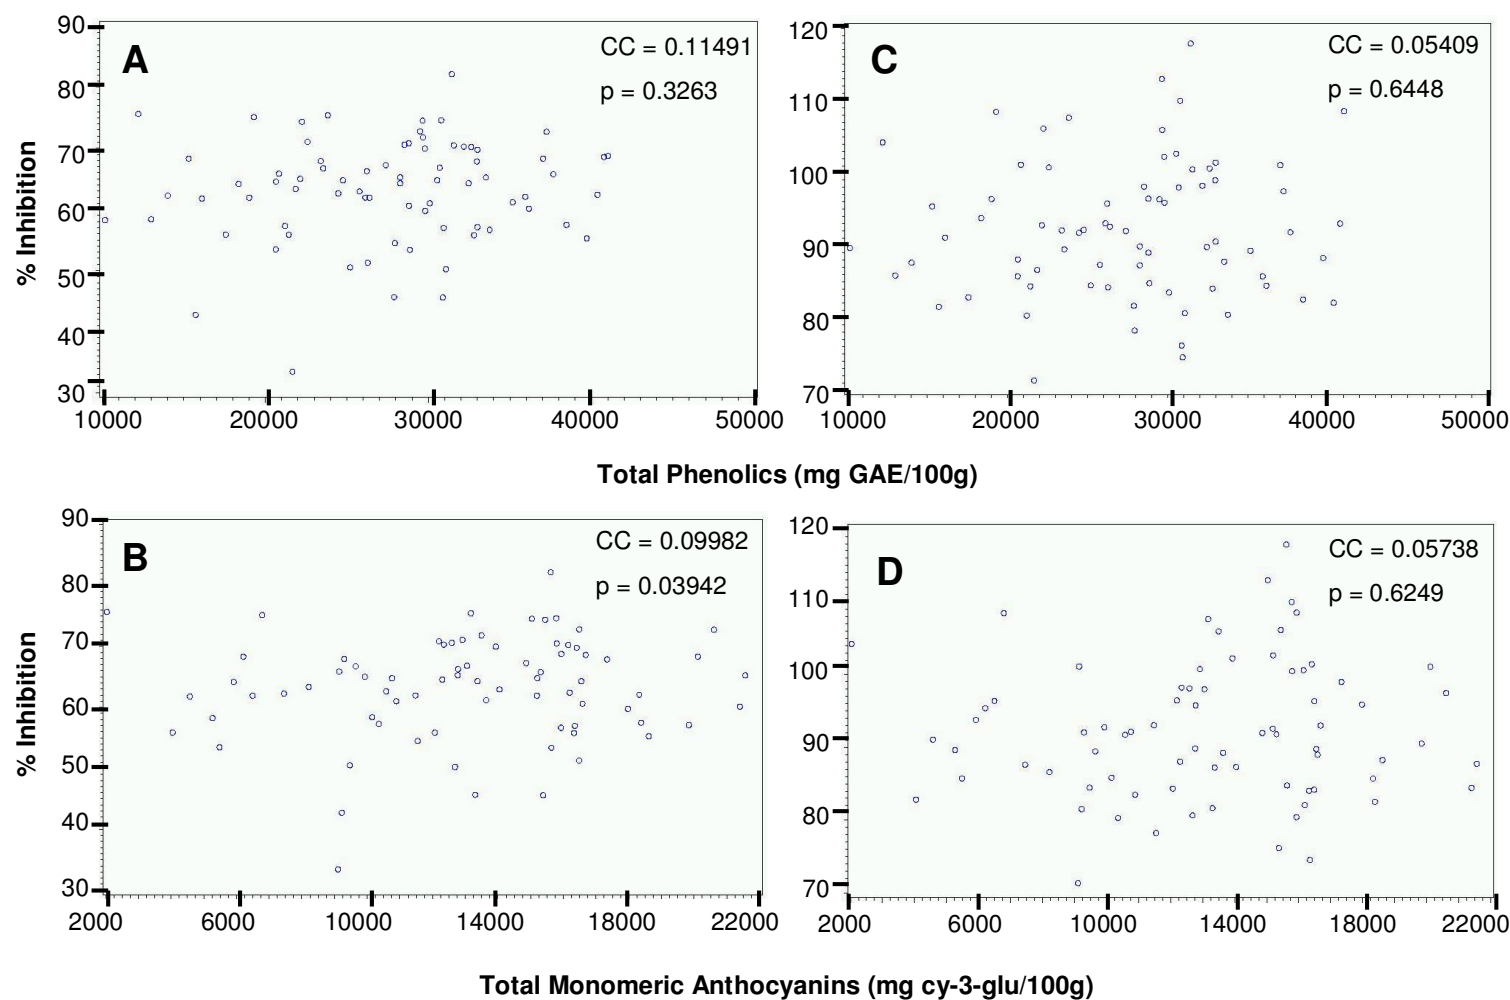 A
CC = 0.11491
p = 0.3263
90
80
70
60
50
40
30
10000 20000 30000 40000 50000
% Inhibition
C
CC = 0.05409
p = 0.6448
120
110
100
90
80
70
10000 20000 30000 40000 50000
Total Phenolics (mg GAE/100g)
B
CC = 0.09982
p = 0.03942
90
80
70
60
50
40
30
2000 6000 10000 14000 18000 22000
% Inhibition
D
CC = 0.05738
p = 0.6249
120
110
100
90
80
70
2000 6000 10000 14000 18000 22000
Total Monomeric Anthocyanins (mg cy-3-glu/100g)